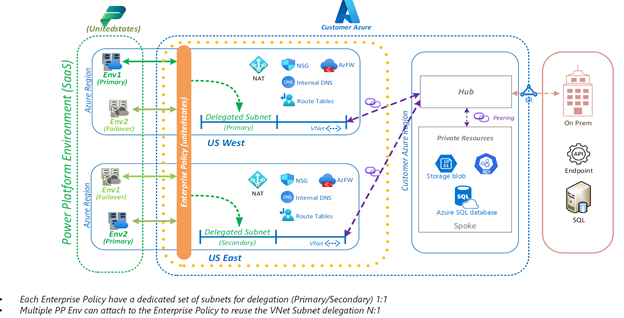 (Unitedstates)
Customer Azure
Power Platform Environment (SaaS)
Azure Region
Env1
(Primary)
Env2
(Failover)
Enterprise Policy (unitedstates)
NAT
NSG
AzFW
DNS
Internal DNS
Route Tables
Delegated Subnet
(Primary)
VNet
US West
Azure Region
Env1
(Failover)
Env2
(Primary)
NAT
NSG
AzFW
DNS
Internal DNS
Route Tables
Delegated Subnet
(Secondary)
VNet
US East
Customer Azure Region
Hub
Peering
Private Resources
Storage blob
SQL
Azure SQL database
Spoke
On Prem
API
Endpoint
SQL
• Each Enterprise Policy have a dedicated set of subnets for delegation (Primary/Secondary) 1:1
• Multiple PP Env can attach to the Enterprise Policy to reuse the VNet Subnet delegation N:1